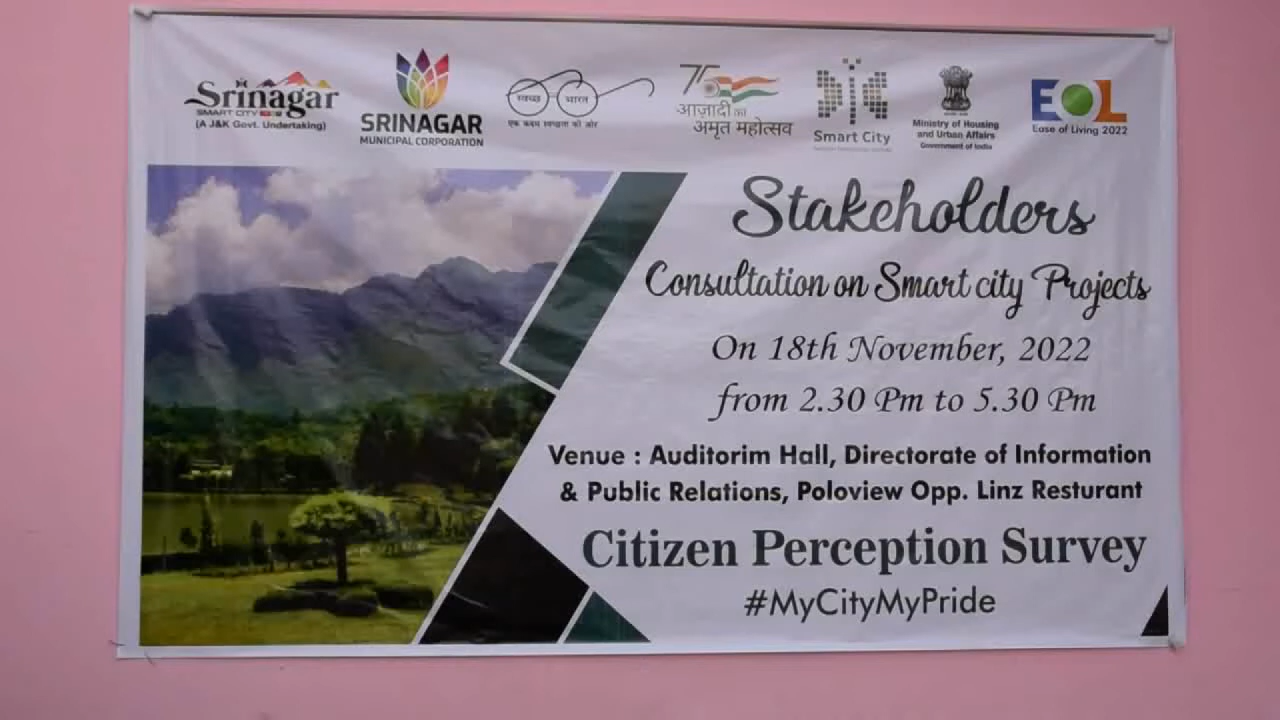 Srinagar
SMART CITY
(A J&K Govt. Undertaking)
SRINAGAR
MUNICIPAL CORPORATION
स्वच्छ भारत
एक कदम स्वच्छता की ओर
75
आज़ादी का
अमृत महोत्सव
Smart City
Ministry of Housing
and Urban Affairs
Government of India
EOL
Ease of Living 2022
Stakeholders
Consultation on Smart city Projects
On 18th November, 2022
from 2.30 Pm to 5.30 Pm
Venue : Auditorim Hall, Directorate of Information
& Public Relations, Poloview Opp. Linz Resturant
Citizen Perception Survey
#MyCityMyPride